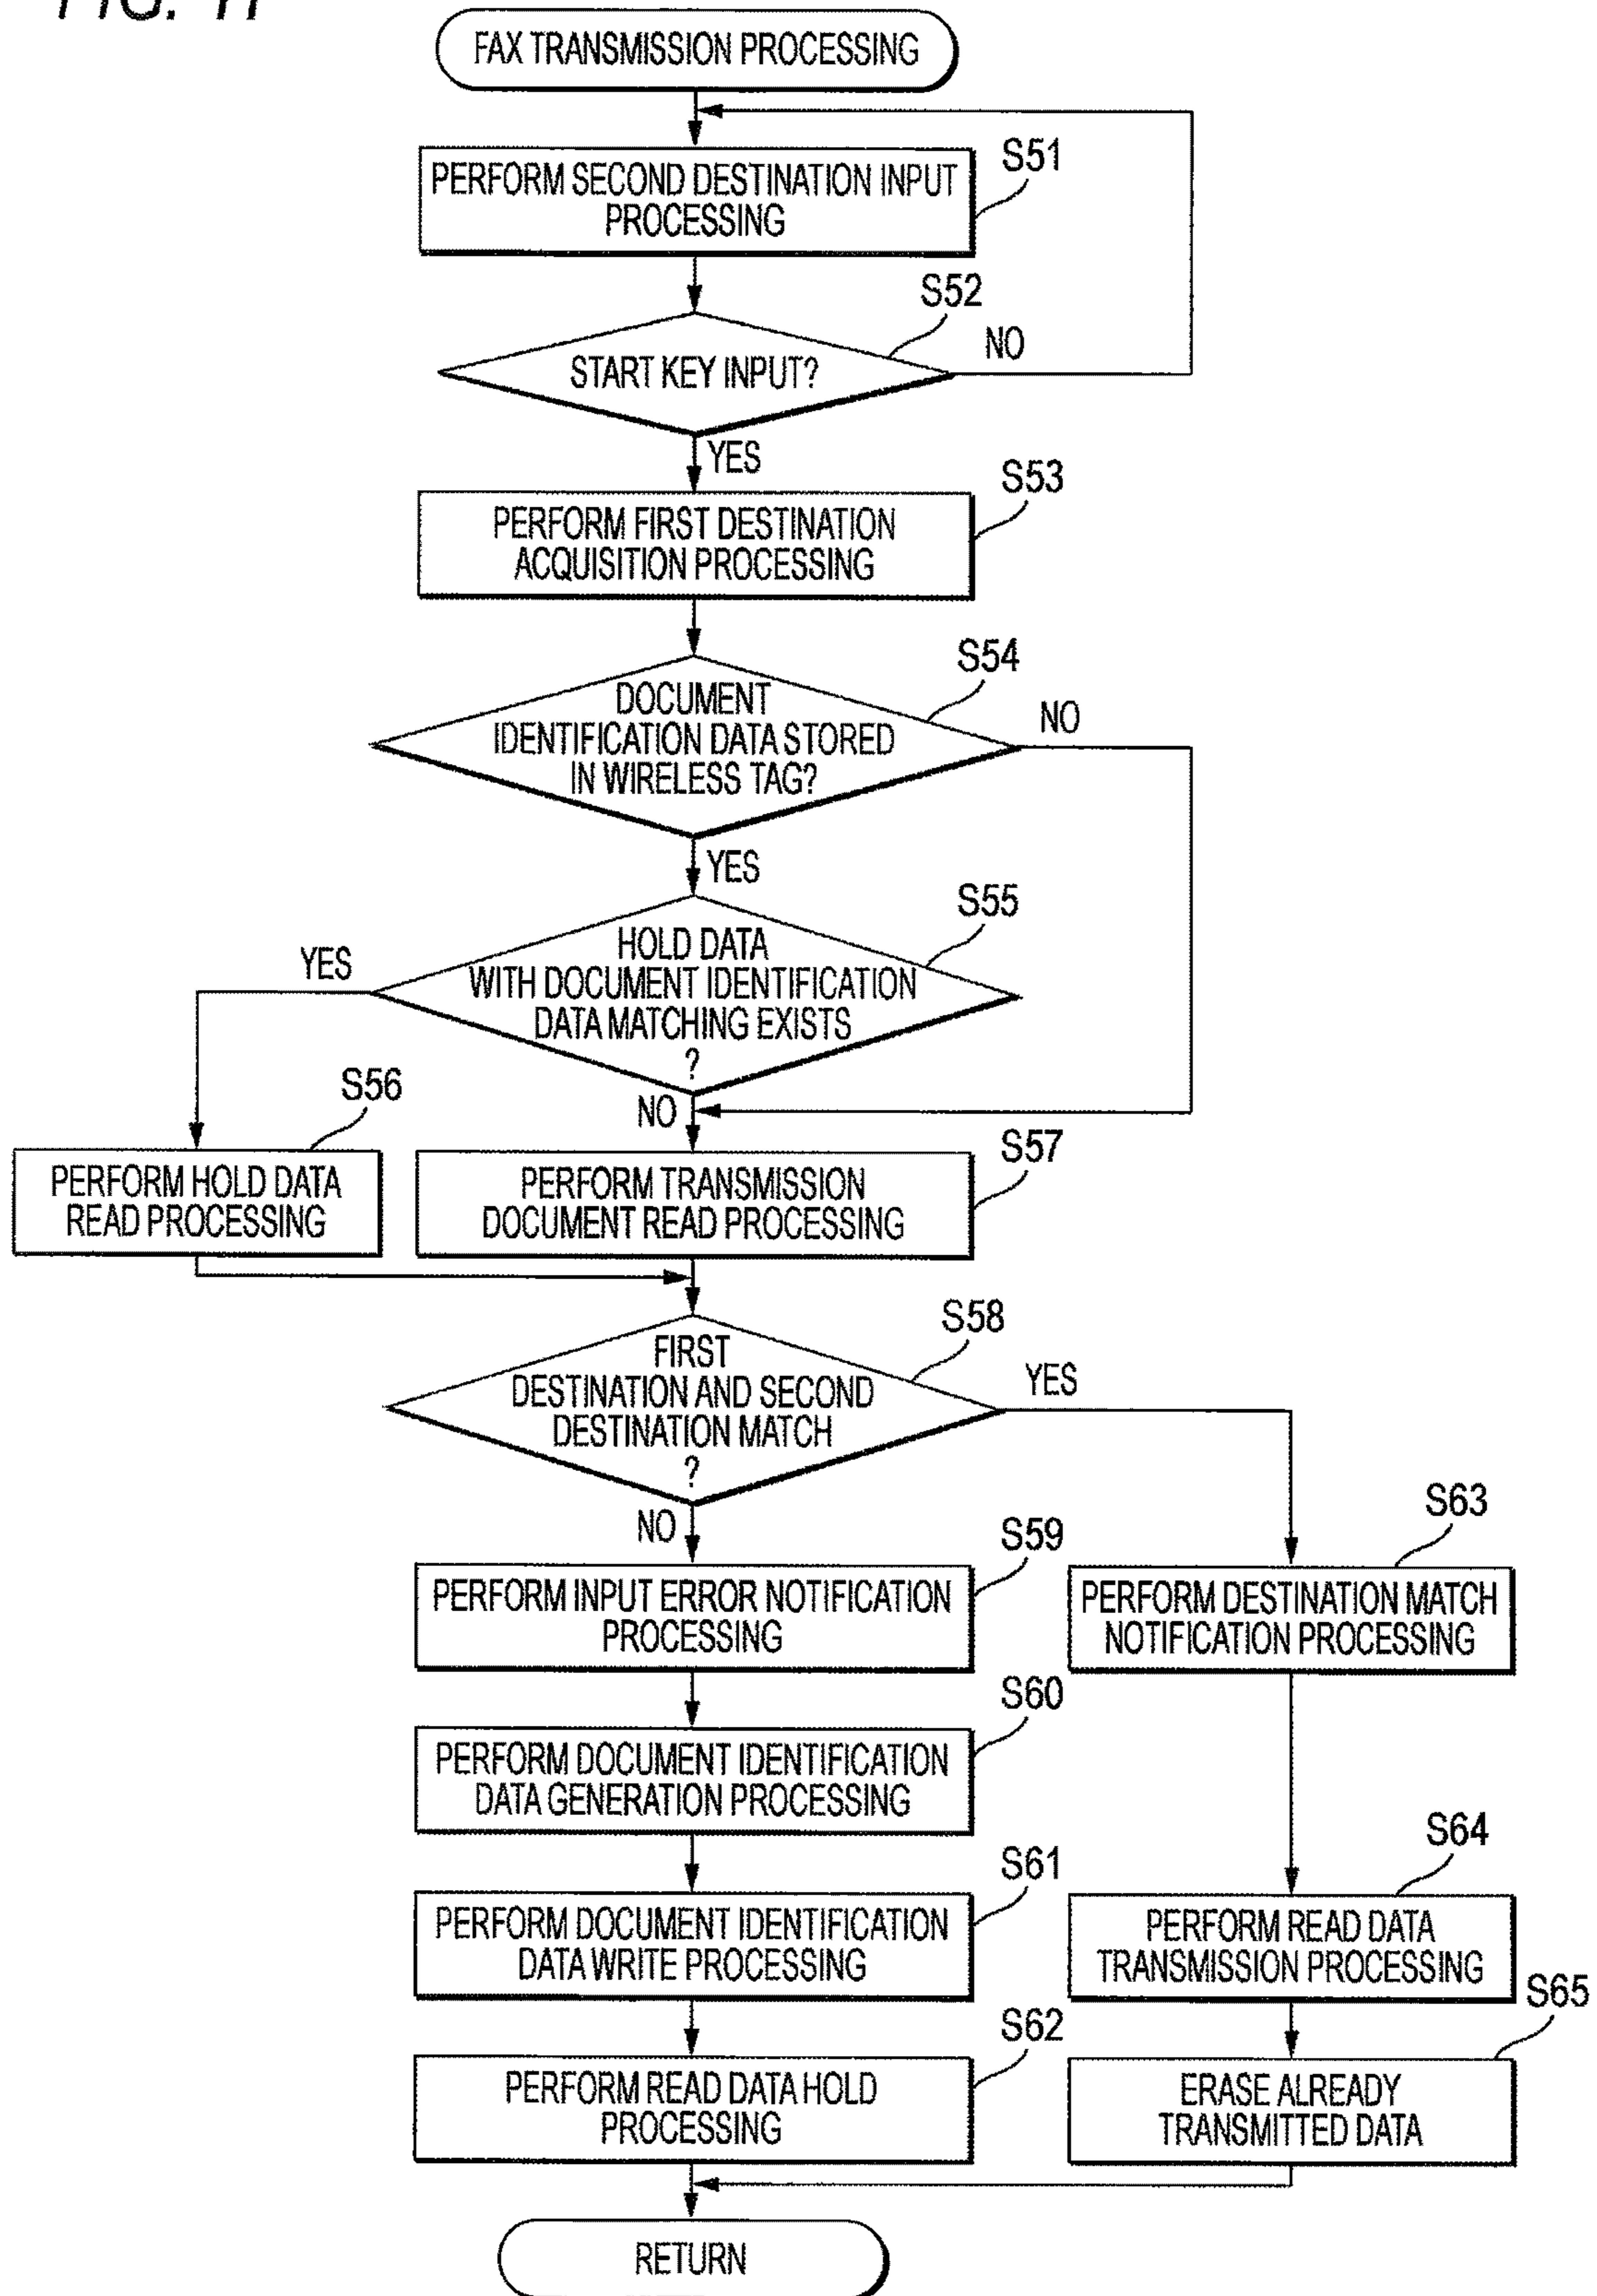 FIG. 11
FAX TRANSMISSION PROCESSING
S51
PERFORM SECOND DESTINATION INPUT
PROCESSING
S52
START KEY INPUT?
NO
YES
S53
PERFORM FIRST DESTINATION
ACQUISITION PROCESSING
S54
DOCUMENT
IDENTIFICATION DATA STORED
IN WIRELESS TAG?
NO
YES
S55
HOLD DATA
WITH DOCUMENT IDENTIFICATION
DATA MATCHING EXISTS
?
YES
NO
S56
PERFORM HOLD DATA
READ PROCESSING
S57
PERFORM TRANSMISSION
DOCUMENT READ PROCESSING
S58
FIRST
DESTINATION AND SECOND
DESTINATION MATCH
?
YES
NO
S59
PERFORM INPUT ERROR NOTIFICATION
PROCESSING
S63
PERFORM DESTINATION MATCH
NOTIFICATION PROCESSING
S60
PERFORM DOCUMENT IDENTIFICATION
DATA GENERATION PROCESSING
S61
PERFORM DOCUMENT IDENTIFICATION
DATA WRITE PROCESSING
S64
PERFORM READ DATA
TRANSMISSION PROCESSING
S62
PERFORM READ DATA HOLD
PROCESSING
S65
ERASE ALREADY
TRANSMITTED DATA
RETURN